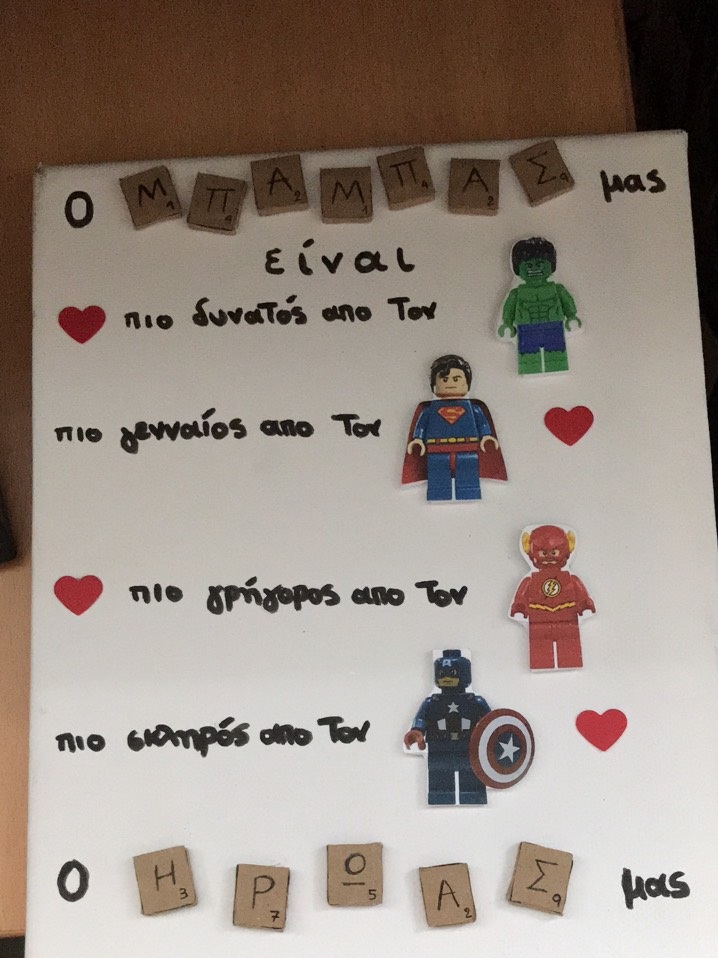 Ο ΜΠΑΜΠΑΣ μας
είναι
πιο δυνατός απο Τον
πιο γενναίος απο Τον
πιο γρήγορος απο Τον
πιο σκληρός απο Τον
Ο ΗΡΟΑΣ μας